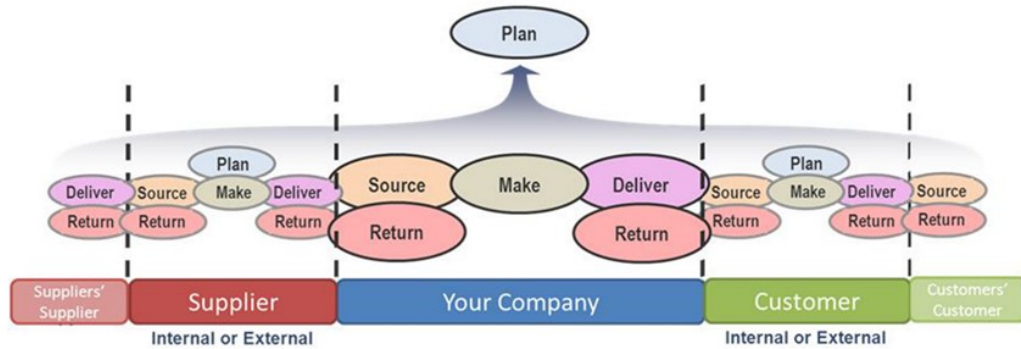 Plan
Plan
Plan
Deliver Source Make Deliver Source Make Deliver Source Make Deliver Source
Return Return Return Return Return Return Return Return
Suppliers' Supplier Your Company Customer Customers'
Supplier Customer
Internal or External Internal or External